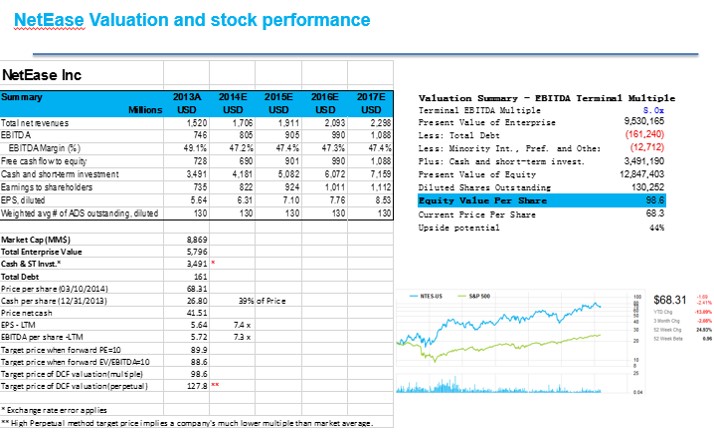 NetEase Valuation and stock performance
NetEase Inc
Summary 2013A 2014E 2015E 2016E 2017E
Millions USD USD USD USD USD
Total net revenues 1,520 1,706 1,911 2,093 2,298
EBITDA 746 805 905 990 1,088
EBITDA Margin (%) 49.1% 47.2% 47.4% 47.3% 47.4%
Free cash flow to equity 728 690 901 990 1,088
Cash and short-term investment 3,491 4,181 5,082 6,072 7,159
Earnings to shareholders 735 822 924 1,011 1,112
EPS, diluted 5.64 6.31 7.10 7.76 8.53
Weighted avg # of ADS outstanding, diluted 130 130 130 130 130
Market Cap (MM$) 8,869
Total Enterprise Value 5,796
Cash & ST Invst.* 3,491 *
Total Debt 161
Price per share (03/10/2014) 68.31
Cash per share (12/31/2013) 26.80 39% of Price
Price net cash 41.51
EPS - LTM 5.64 7.4 x
EBITDA per share -LTM 5.72 7.3 x
Target price when forward PE=10 89.9
Target price when forward EV/EBITDA=10 88.6
Target price of DCF valuation(multiple) 98.6
Target price of DCF valuation(perpetual) 127.8 **
* Exchange rate error applies
** High Perpetual method target price implies a company's much lower multiple than market average.
Valuation Summary - EBITDA Terminal Multiple
Terminal EBITDA Multiple 8.0x
Present Value of Enterprise 9,530,165
Less: Total Debt (161,240)
Less: Minority Int., Pref. and Other (12,712)
Plus: Cash and short-term invest. 3,491,190
Present Value of Equity 12,847,403
Diluted Shares Outstanding 130,252
Equity Value Per Share 98.6
Current Price Per Share 68.3
Upside potential 44%
NTES-US S&P 500
$68.31
YTD Chg
3 Month Chg
52 Week Chg 24.83%
52 Week Beta 0.96